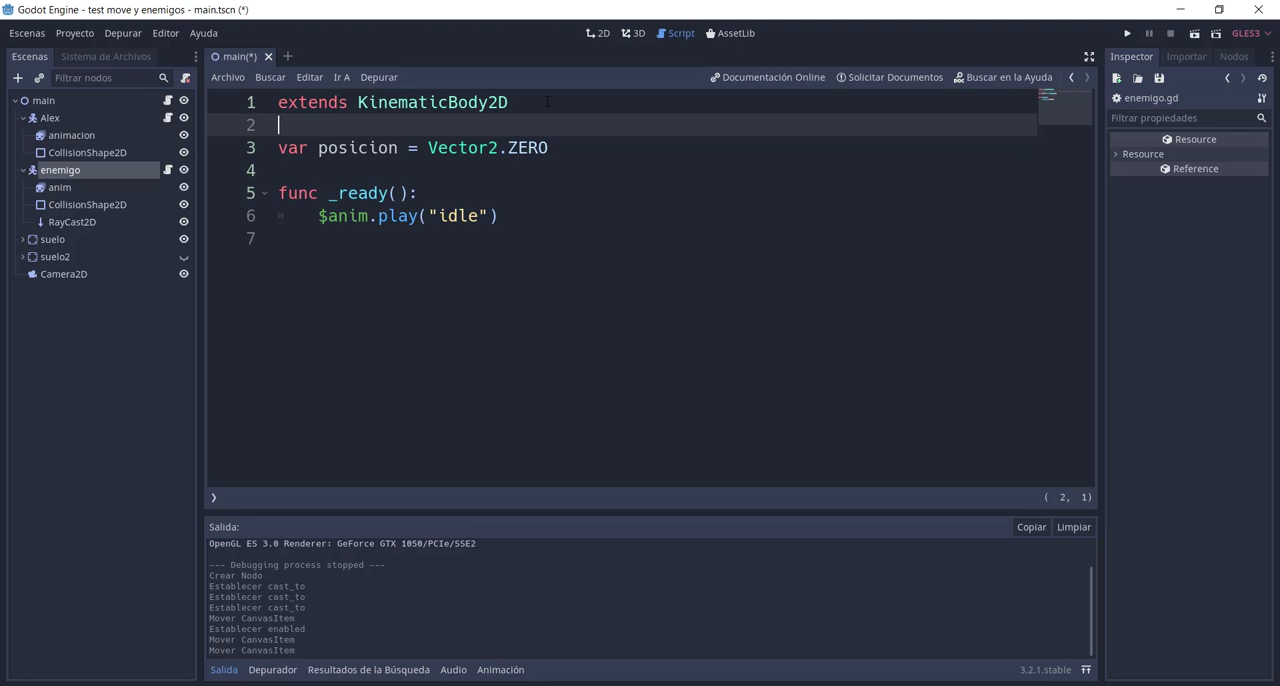 Godot Engine - test move y enemigos - main.tscn (*)
Escenas Proyecto Depurar Editor Ayuda 2D 3D Script AssetLib GLES3
Escenas Sistema de Archivos main(*) Inspector Importar Nodos
Filtrar nodos Archivo Buscar Editar Ir A Depurar Documentación Online Solicitar Documentos Buscar en la Ayuda
main
Alex
animacion
CollisionShape2D
enemigo
anim
CollisionShape2D
RayCast2D
suelo
suelo2
Camera2D
1 extends KinematicBody2D
2
3 var posicion = Vector2.ZERO
4
5 func _ready():
6 $anim.play("idle")
7
( 2, 1)
enemigo.gd
Filtrar propiedades
Resource
Resource
Reference
Salida: Copiar Limpiar
OpenGL ES 3.0 Renderer: GeForce GTX 1050/PCIe/SSE2
--- Debugging process stopped ---
Crear Nodo
Establecer cast_to
Establecer cast_to
Establecer cast_to
Mover CanvasItem
Establecer enabled
Mover CanvasItem
Mover CanvasItem
Salida Depurador Resultados de la Búsqueda Audio Animación 3.2.1.stable